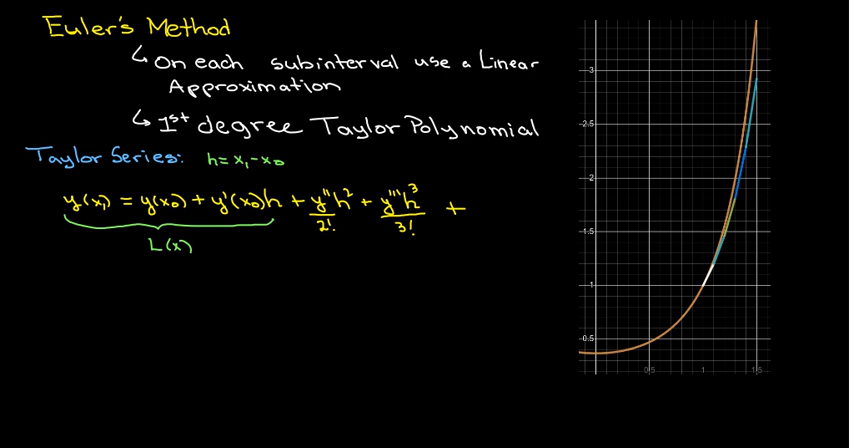 Euler's Method
↳ On each subinterval use a Linear
Approximation
↳ 1st degree Taylor Polynomial
Taylor Series: h = x₁ - x₀
y(x₁) = y(x₀) + y'(x₀)h + y''h²/2! + y'''h³/3! +
L(x)
3
2.5
2
1.5
1
0.5
0.5 1 1.5